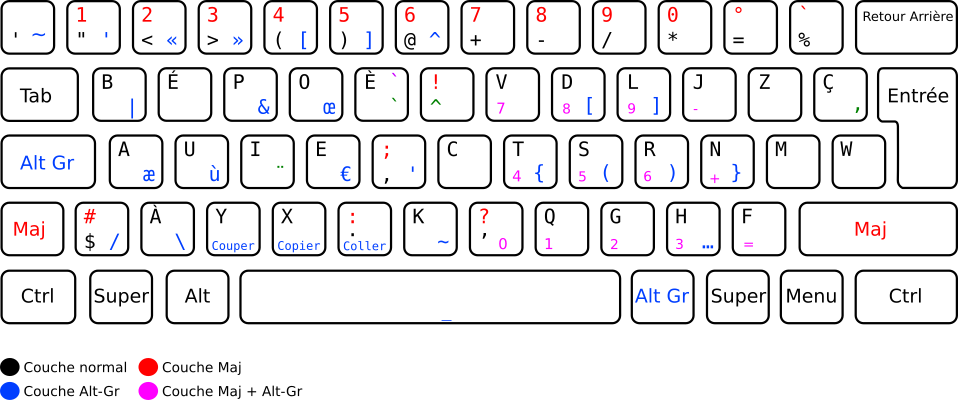 ' ~ 1 " ' 2 < « 3 > » 4 ( [ 5 ) ] 6 @ ^ 7 + 8 - 9 / 0 * ° = ` % Retour Arrière
Tab B | É P & O œ È ` ` ! ^ V 7 D 8 [ L 9 ] J - Z Ç , Entrée
Alt Gr A æ U ù I ¨ E € ; , ' C T 4 { S 5 ( R 6 ) N + } M W
Maj # $ / À \ Y Couper X Copier : . Coller K ~ ? ’ 0 Q 1 G 2 H 3 … F = Maj
Ctrl Super Alt _ Alt Gr Super Menu Ctrl
Couche normal Couche Maj
Couche Alt-Gr Couche Maj + Alt-Gr